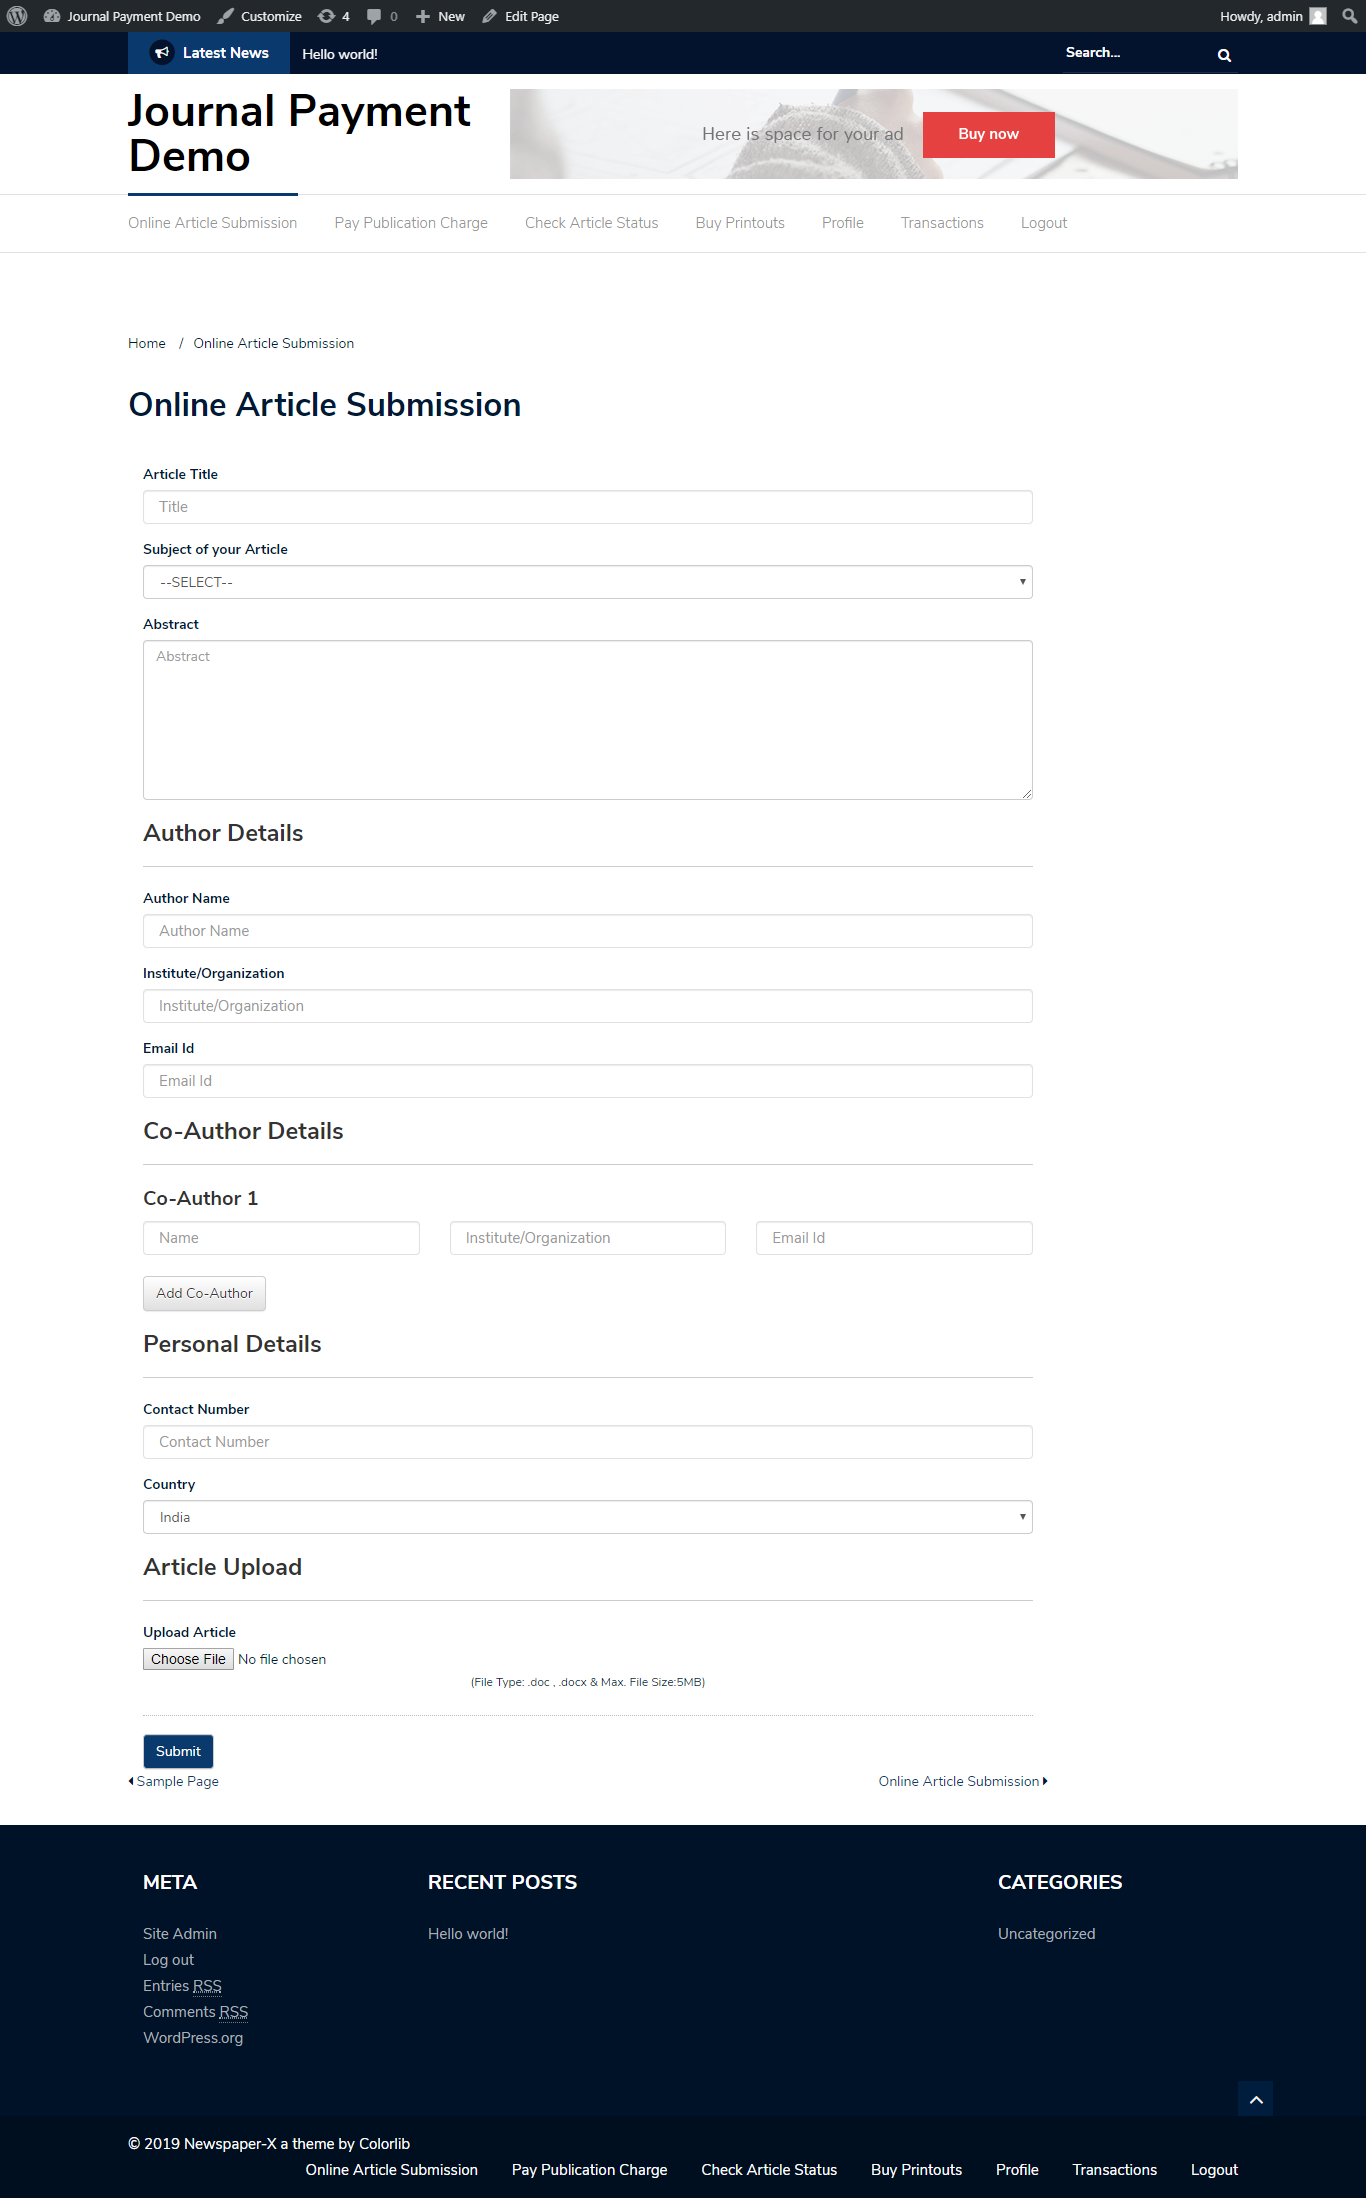 Journal Payment Demo Customize 4 0 New Edit Page Howdy, admin
Latest News Hello world! Search...
Journal Payment
Demo
Here is space for your ad Buy now
Online Article Submission Pay Publication Charge Check Article Status Buy Printouts Profile Transactions Logout
Home / Online Article Submission
Online Article Submission
Article Title
Title
Subject of your Article
--SELECT--
Abstract
Abstract
Author Details
Author Name
Author Name
Institute/Organization
Institute/Organization
Email Id
Email Id
Co-Author Details
Co-Author 1
Name Institute/Organization Email Id
Add Co-Author
Personal Details
Contact Number
Contact Number
Country
India
Article Upload
Upload Article
Choose File No file chosen
(File Type: .doc , .docx & Max. File Size:5MB)
Submit
Sample Page Online Article Submission
META RECENT POSTS CATEGORIES
Site Admin Hello world! Uncategorized
Log out
Entries RSS
Comments RSS
WordPress.org
© 2019 Newspaper-X a theme by Colorlib
Online Article Submission Pay Publication Charge Check Article Status Buy Printouts Profile Transactions Logout